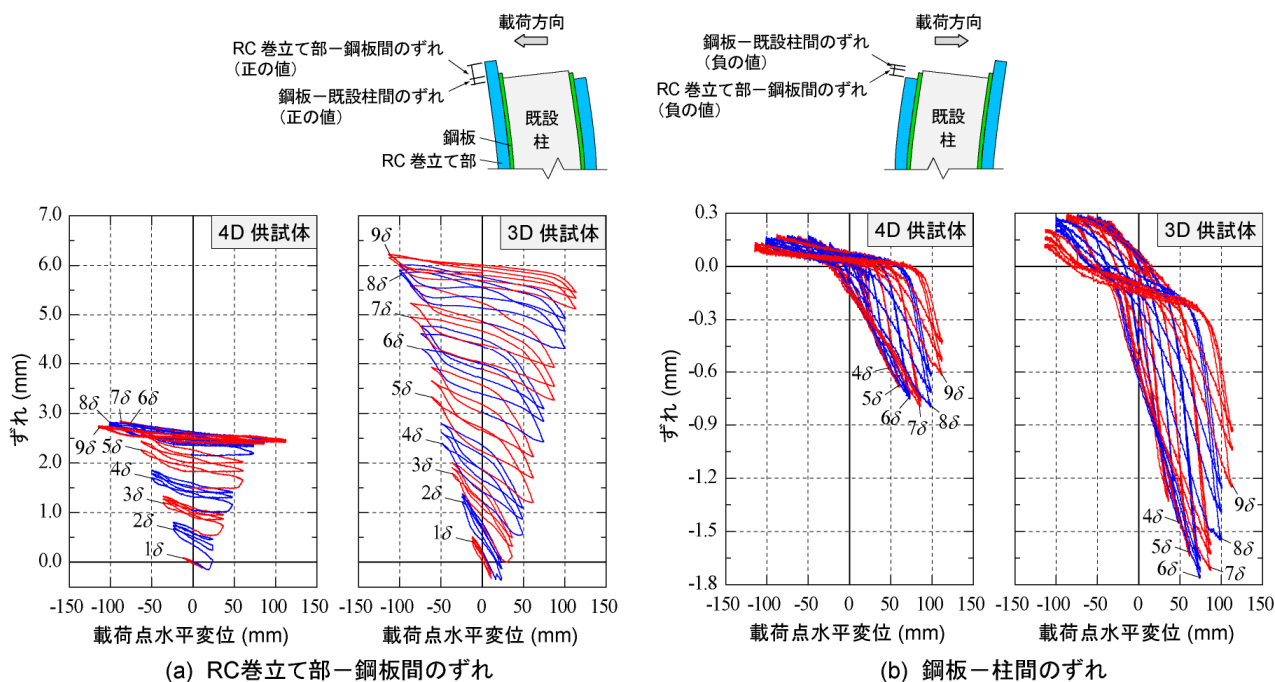 載荷方向
RC 巻立て部－鋼板間のずれ
(正の値)
鋼板－既設柱間のずれ
(正の値)
鋼板
RC 巻立て部
既設
柱
載荷方向
鋼板－既設柱間のずれ
(負の値)
RC 巻立て部－鋼板間のずれ
(負の値)
既設
柱
ずれ (mm)
7.0
6.0
5.0
4.0
3.0
2.0
1.0
0.0
4D 供試体
8δ
7δ
6δ
9δ
5δ
4δ
3δ
2δ
1δ
-150 -100 -50 0 50 100 150
載荷点水平変位 (mm)
3D 供試体
9δ
8δ
7δ
6δ
5δ
4δ
3δ
2δ
1δ
-150 -100 -50 0 50 100 150
載荷点水平変位 (mm)
(a) RC巻立て部－鋼板間のずれ
ずれ (mm)
0.3
0.0
-0.3
-0.6
-0.9
-1.2
-1.5
-1.8
4D 供試体
4δ
5δ
6δ
7δ
8δ
9δ
-150 -100 -50 0 50 100 150
載荷点水平変位 (mm)
3D 供試体
4δ
5δ
6δ
7δ
8δ
9δ
-150 -100 -50 0 50 100 150
載荷点水平変位 (mm)
(b) 鋼板－柱間のずれ